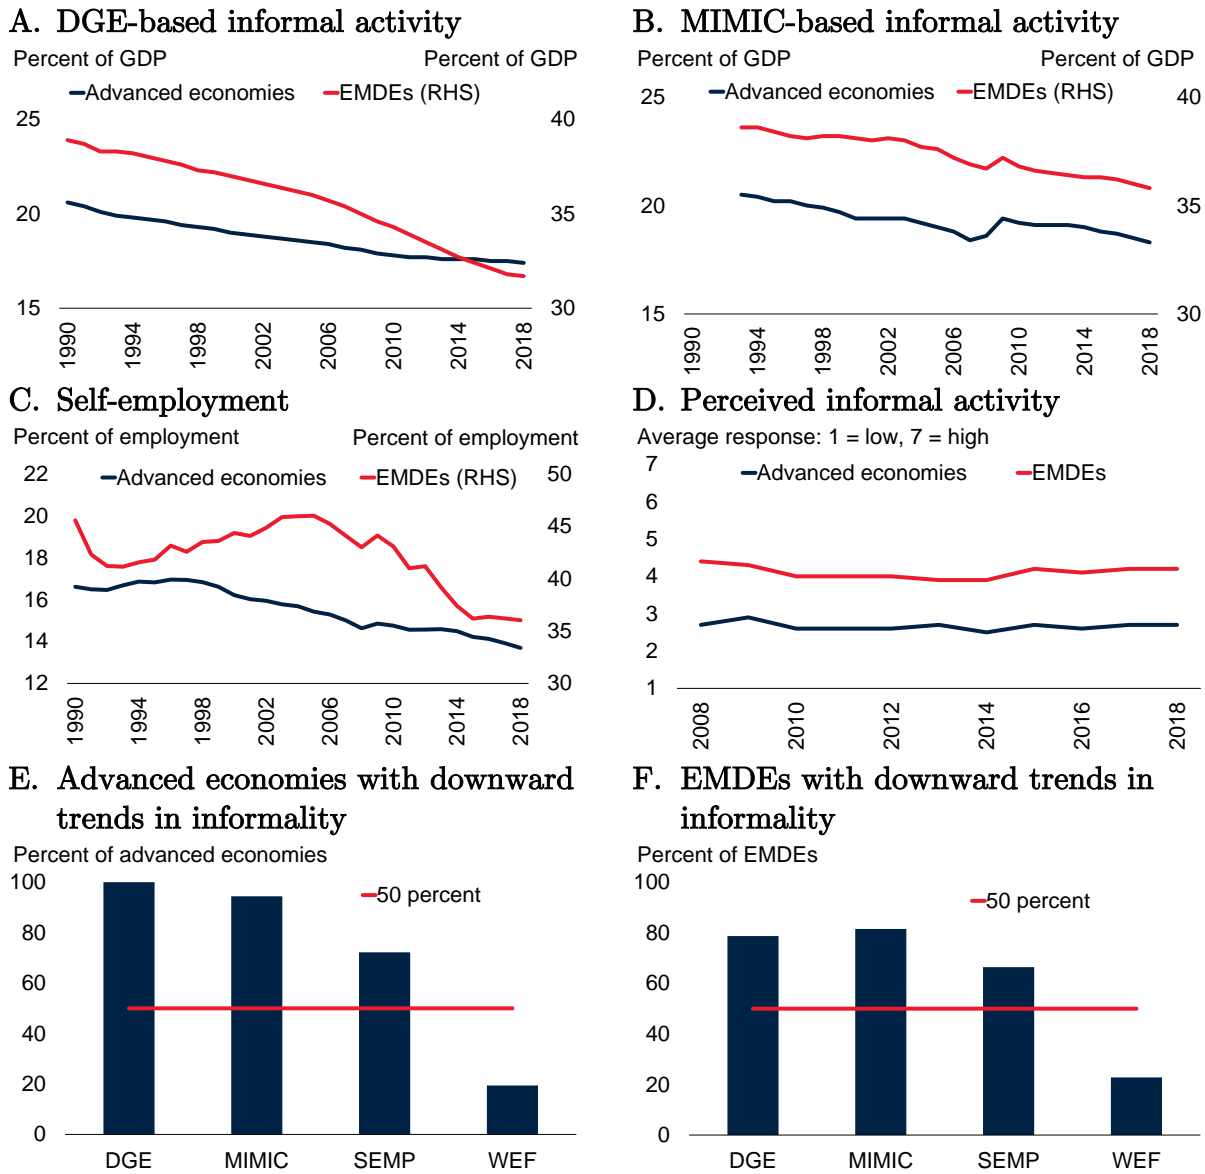 A. DGE-based informal activity
Percent of GDP
Percent of GDP
Advanced economies
EMDEs (RHS)
25
20
15
40
35
30
1990
1994
1998
2002
2006
2010
2014
2018
B. MIMIC-based informal activity
Percent of GDP
Percent of GDP
Advanced economies
EMDEs (RHS)
25
20
15
40
35
30
1990
1994
1998
2002
2006
2010
2014
2018
C. Self-employment
Percent of employment
Percent of employment
Advanced economies
EMDEs (RHS)
22
20
18
16
14
12
50
45
40
35
30
1990
1994
1998
2002
2006
2010
2014
2018
D. Perceived informal activity
Average response: 1 = low, 7 = high
Advanced economies
EMDEs
7
6
5
4
3
2
1
2008
2010
2012
2014
2016
2018
E. Advanced economies with downward
trends in informality
Percent of advanced economies
50 percent
100
80
60
40
20
0
DGE
MIMIC
SEMP
WEF
F. EMDEs with downward trends in
informality
Percent of EMDEs
50 percent
100
80
60
40
20
0
DGE
MIMIC
SEMP
WEF